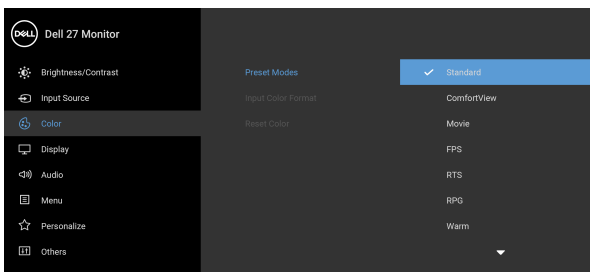 DELL Dell 27 Monitor
Brightness/Contrast
Input Source
Color
Display
Audio
Menu
Personalize
Others
Preset Modes
Input Color Format
Reset Color
Standard
ComfortView
Movie
FPS
RTS
RPG
Warm